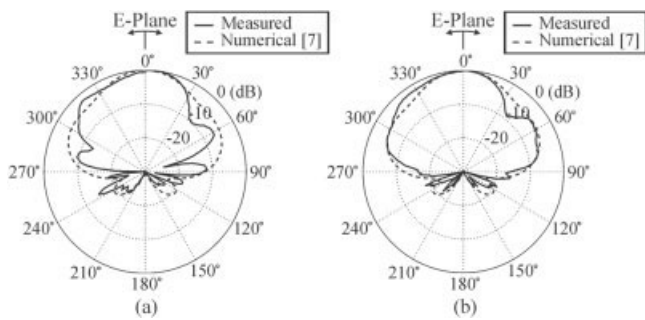 E-Plane
Measured
Numerical [7]
0°
330° 30°
0 (dB)
300° -10 60°
-20
270° 90°
240° 120°
210° 150°
180°
(a)
E-Plane
Measured
Numerical [7]
0°
330° 30°
0 (dB)
300° -10 60°
-20
270° 90°
240° 120°
210° 150°
180°
(b)